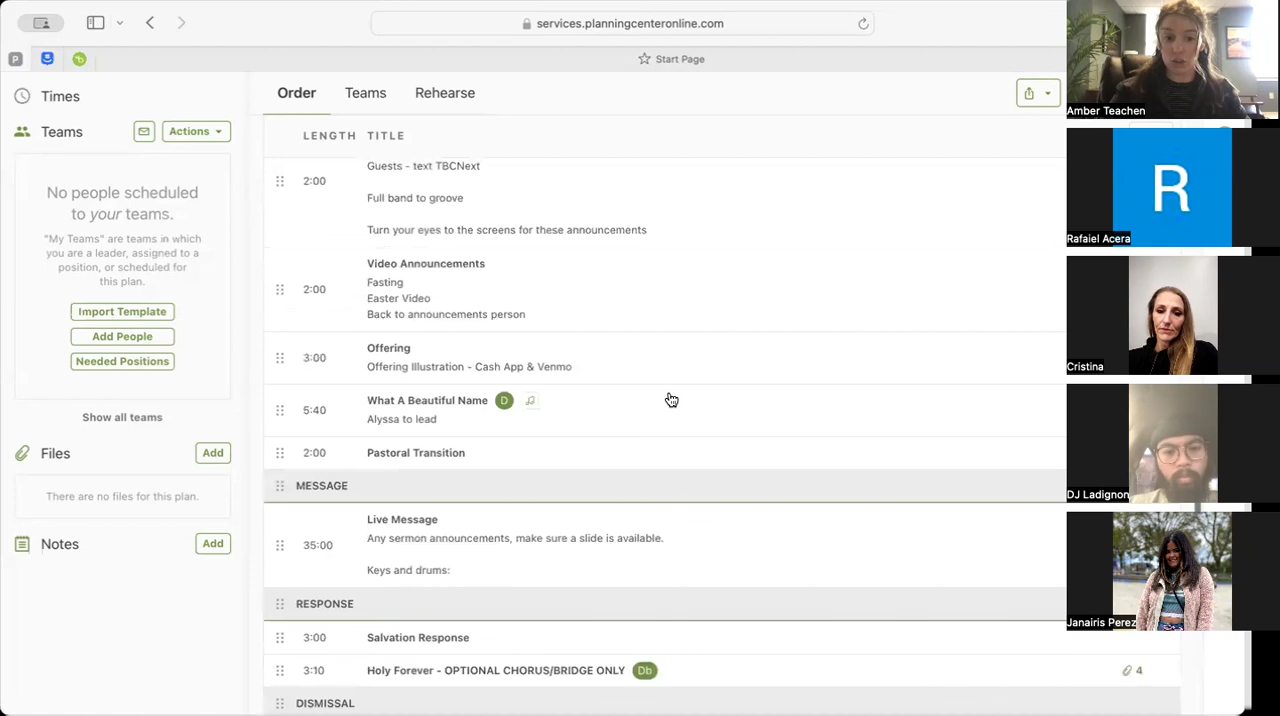 services.planningcenteronline.com
P
Start Page
Times
Teams
Actions
No people scheduled
to your teams.
"My Teams" are teams in which
you are a leader, assigned to a
position, or scheduled for
this plan.
Import Template
Add People
Needed Positions
Show all teams
Files
Add
There are no files for this plan.
Notes
Add
Order
Teams
Rehearse
LENGTH TITLE
Guests - text TBCNext
2:00
Full band to groove
Turn your eyes to the screens for these announcements
Video Announcements
2:00
Fasting
Easter Video
Back to announcements person
Offering
3:00
Offering Illustration - Cash App & Venmo
What A Beautiful Name D
5:40
Alyssa to lead
2:00 Pastoral Transition
MESSAGE
Live Message
Any sermon announcements, make sure a slide is available.
35:00
Keys and drums:
RESPONSE
3:00 Salvation Response
3:10 Holy Forever - OPTIONAL CHORUS/BRIDGE ONLY Db 4
DISMISSAL
Amber Teachen
R
Rafaiel Acera
Cristina
DJ Ladignon
Janairis Perez